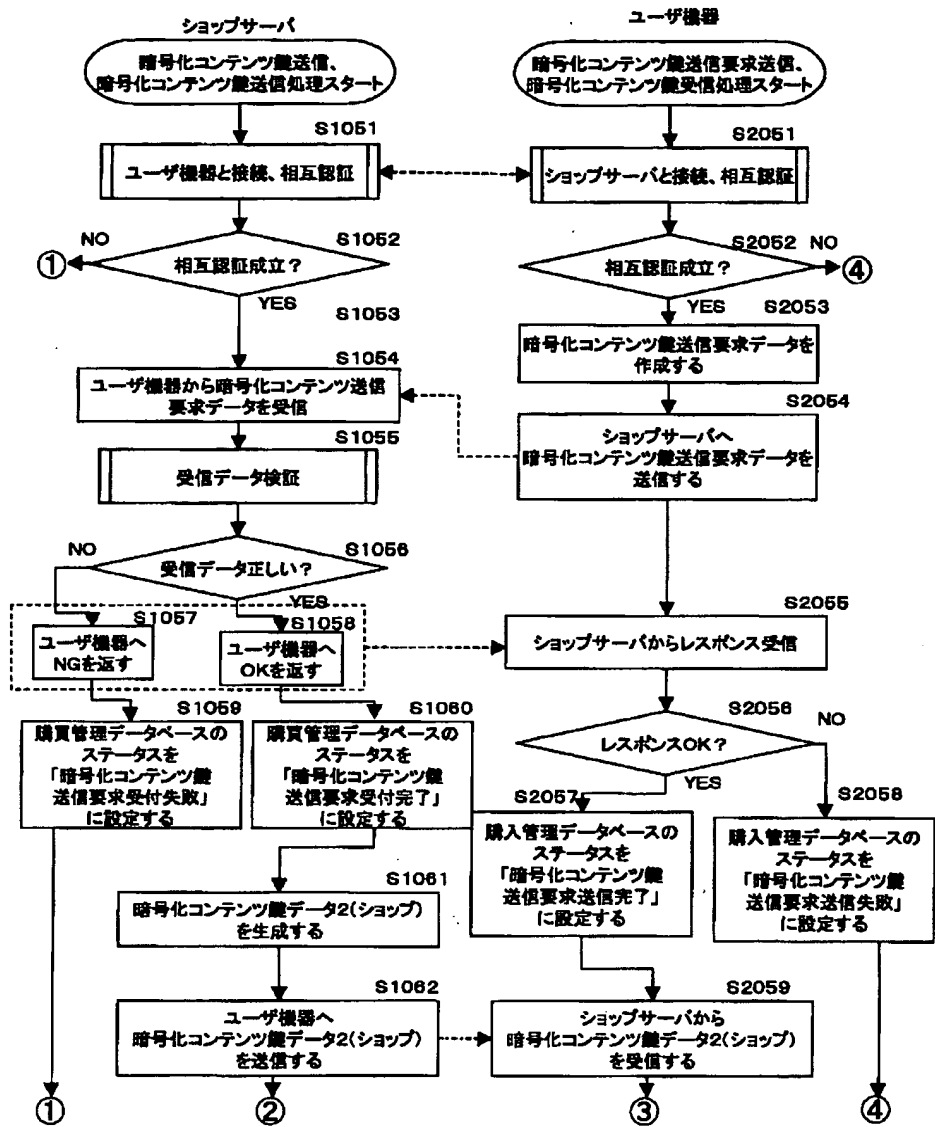 ショップサーバ
暗号化コンテンツ鍵送信、
暗号化コンテンツ鍵送信処理スタート
S1051
ユーザ機器と接続、相互認証
S1052
NO
①
相互認証成立？
YES
S1053
S1054
ユーザ機器から暗号化コンテンツ送信
要求データを受信
S1055
受信データ検証
S1056
NO
受信データ正しい？
YES
S1057
ユーザ機器へ
NGを返す
S1058
ユーザ機器へ
OKを返す
S1059
購買管理データベースの
ステータスを
「暗号化コンテンツ鍵
送信要求受付失敗」
に設定する
S1060
購買管理データベースの
ステータスを
「暗号化コンテンツ鍵
送信要求受付完了」
に設定する
S1061
暗号化コンテンツ鍵データ2(ショップ)
を生成する
S1062
ユーザ機器へ
暗号化コンテンツ鍵データ2(ショップ)
を送信する
①
②
ユーザ機器
暗号化コンテンツ鍵送信要求送信、
暗号化コンテンツ鍵受信処理スタート
S2051
ショップサーバと接続、相互認証
S2052
NO
④
相互認証成立？
YES
S2053
暗号化コンテンツ鍵送信要求データを
作成する
S2054
ショップサーバへ
暗号化コンテンツ鍵送信要求データを
送信する
S2055
ショップサーバからレスポンス受信
S2056
NO
レスポンスOK？
YES
S2057
購入管理データベースの
ステータスを
「暗号化コンテンツ鍵
送信要求送信完了」
に設定する
S2058
購入管理データベースの
ステータスを
「暗号化コンテンツ鍵
送信要求送信失敗」
に設定する
S2059
ショップサーバから
暗号化コンテンツ鍵データ2(ショップ)
を受信する
③
④